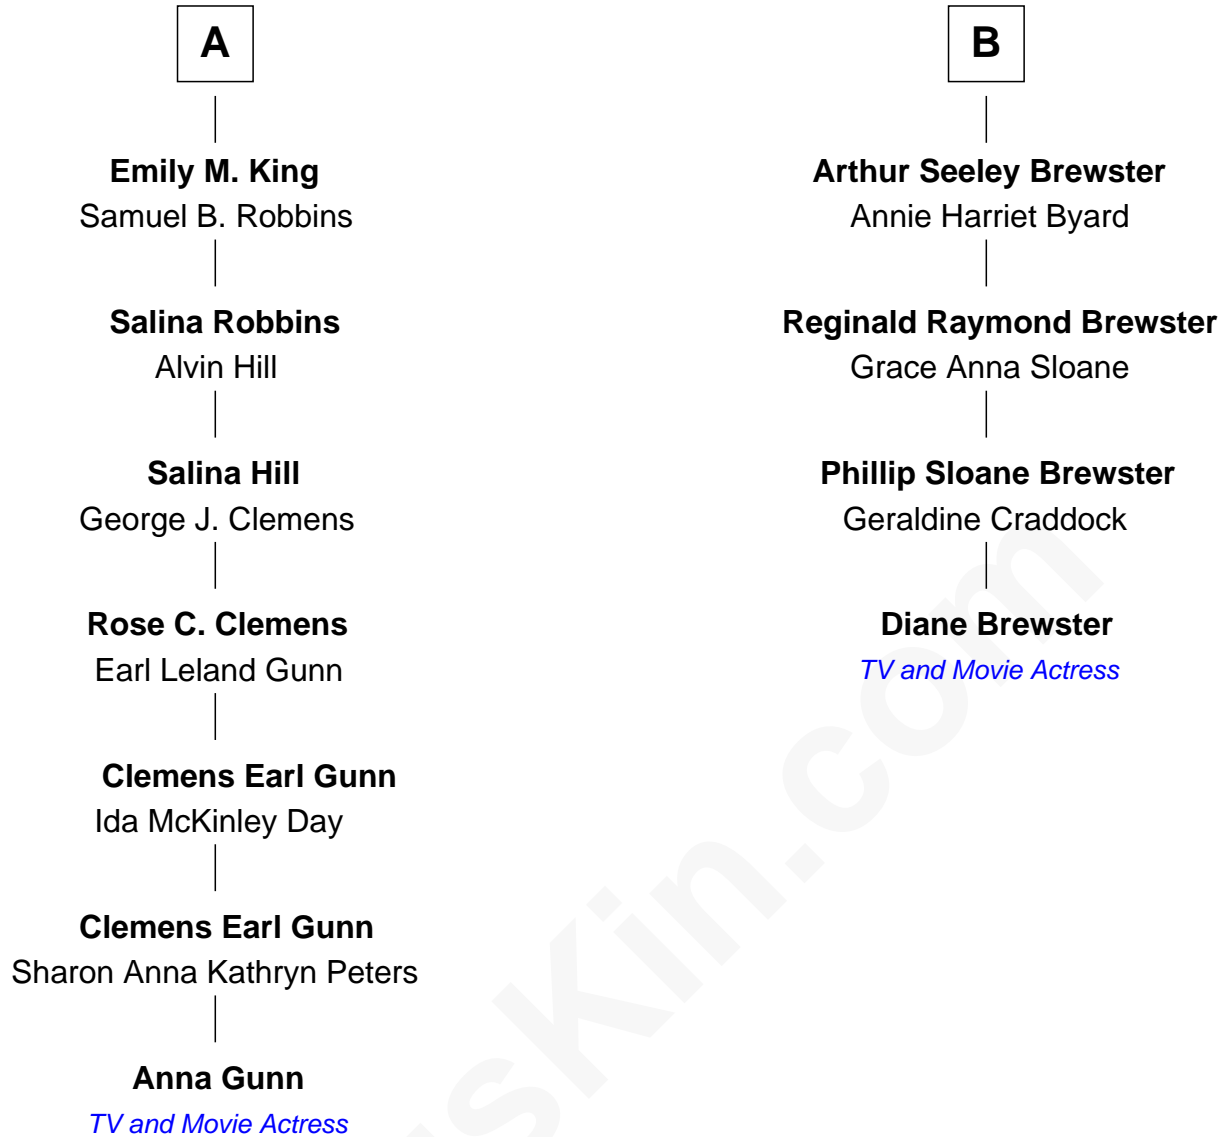 A
Emily M. King
Samuel B. Robbins
Salina Robbins
Alvin Hill
Salina Hill
George J. Clemens
Rose C. Clemens
Earl Leland Gunn
Clemens Earl Gunn
Ida McKinley Day
Clemens Earl Gunn
Sharon Anna Kathryn Peters
Anna Gunn
TV and Movie Actress
B
Arthur Seeley Brewster
Annie Harriet Byard
Reginald Raymond Brewster
Grace Anna Sloane
Phillip Sloane Brewster
Geraldine Craddock
Diane Brewster
TV and Movie Actress
usKin.com